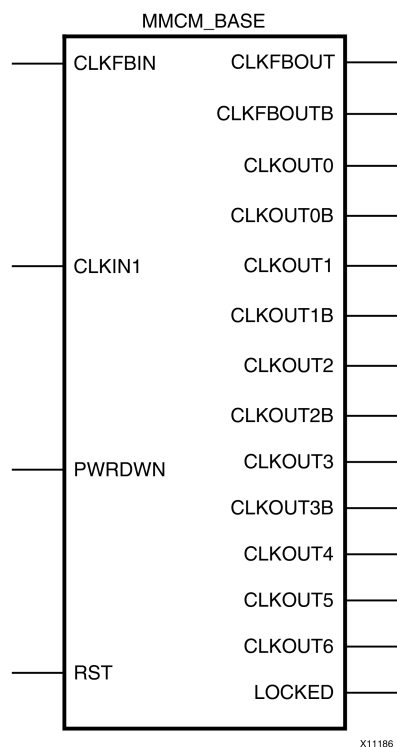 MMCM_BASE
CLKFBIN
CLKFBOUT
CLKFBOUTB
CLKOUT0
CLKOUT0B
CLKIN1
CLKOUT1
CLKOUT1B
CLKOUT2
CLKOUT2B
PWRDWN
CLKOUT3
CLKOUT3B
CLKOUT4
CLKOUT5
CLKOUT6
RST
LOCKED
X11186